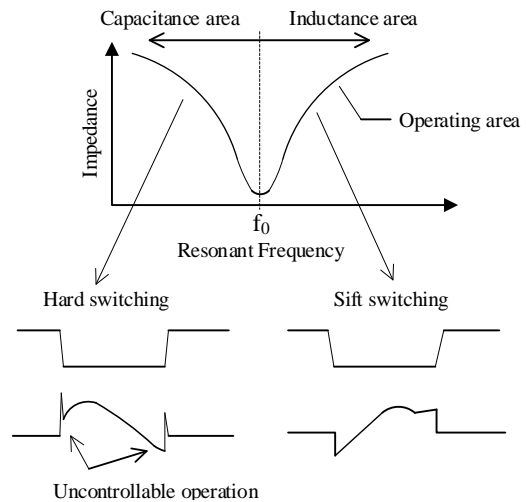 Capacitance area
Inductance area
Impedance
Operating area
f0
Resonant Frequency
Hard switching
Sift switching
Uncontrollable operation